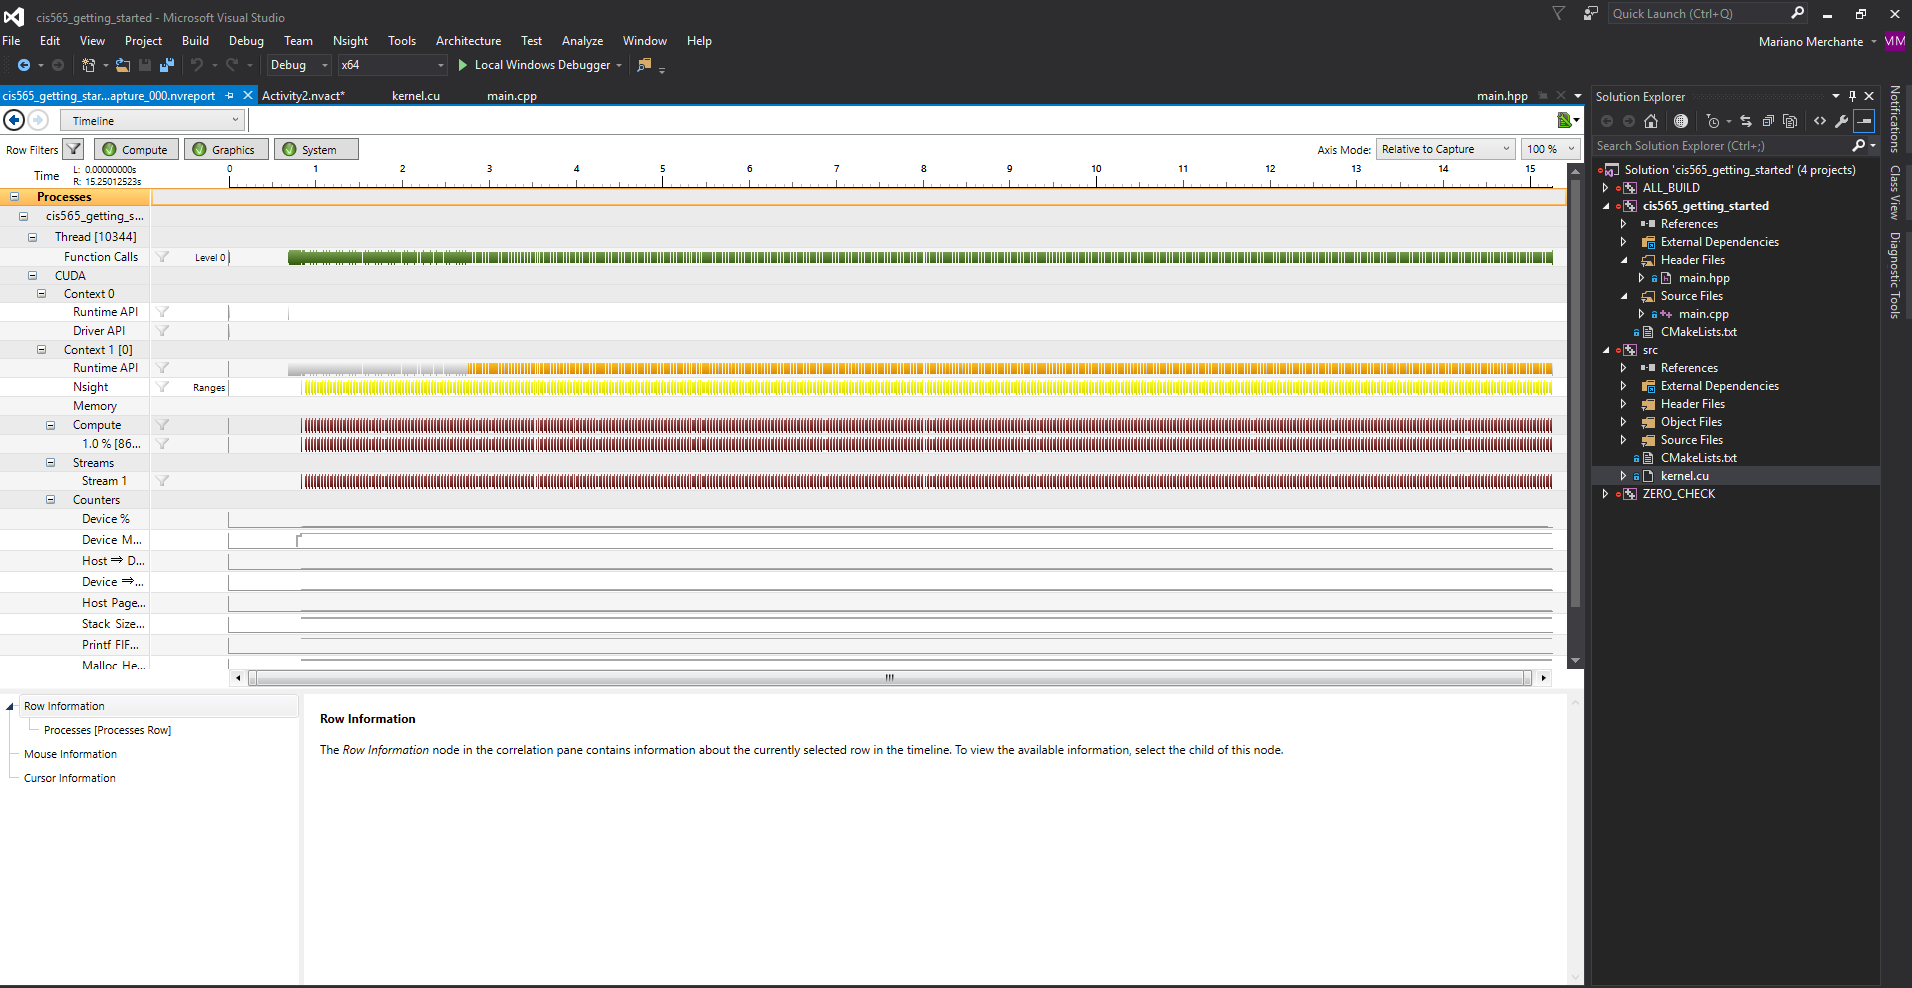 cis565_getting_started - Microsoft Visual Studio
Quick Launch (Ctrl+Q)
File Edit View Project Build Debug Team Nsight Tools Architecture Test Analyze Window Help
Mariano Merchante MM
Debug x64 Local Windows Debugger
cis565_getting_star...apture_000.nvreport Activity2.nvact* kernel.cu main.cpp main.hpp
Timeline
Row Filters Compute Graphics System Axis Mode: Relative to Capture 100 %
Time L: 0.00000000s
R: 15.25012523s
0 1 2 3 4 5 6 7 8 9 10 11 12 13 14 15
Processes
cis565_getting_s...
Thread [10344]
Function Calls Level 0
CUDA
Context 0
Runtime API
Driver API
Context 1 [0]
Runtime API
Nsight Ranges
Memory
Compute
1.0 % [86...
Streams
Stream 1
Counters
Device %
Device M...
Host ⇒ D...
Device ⇒...
Host Page...
Stack Size...
Printf FIF...
Malloc He...
Row Information
Processes [Processes Row]
Mouse Information
Cursor Information
Row Information
The Row Information node in the correlation pane contains information about the currently selected row in the timeline. To view the available information, select the child of this node.
Solution Explorer
Search Solution Explorer (Ctrl+;)
Solution 'cis565_getting_started' (4 projects)
ALL_BUILD
cis565_getting_started
References
External Dependencies
Header Files
main.hpp
Source Files
main.cpp
CMakeLists.txt
src
References
External Dependencies
Header Files
Object Files
Source Files
CMakeLists.txt
kernel.cu
ZERO_CHECK
Notifications
Class View
Diagnostic Tools